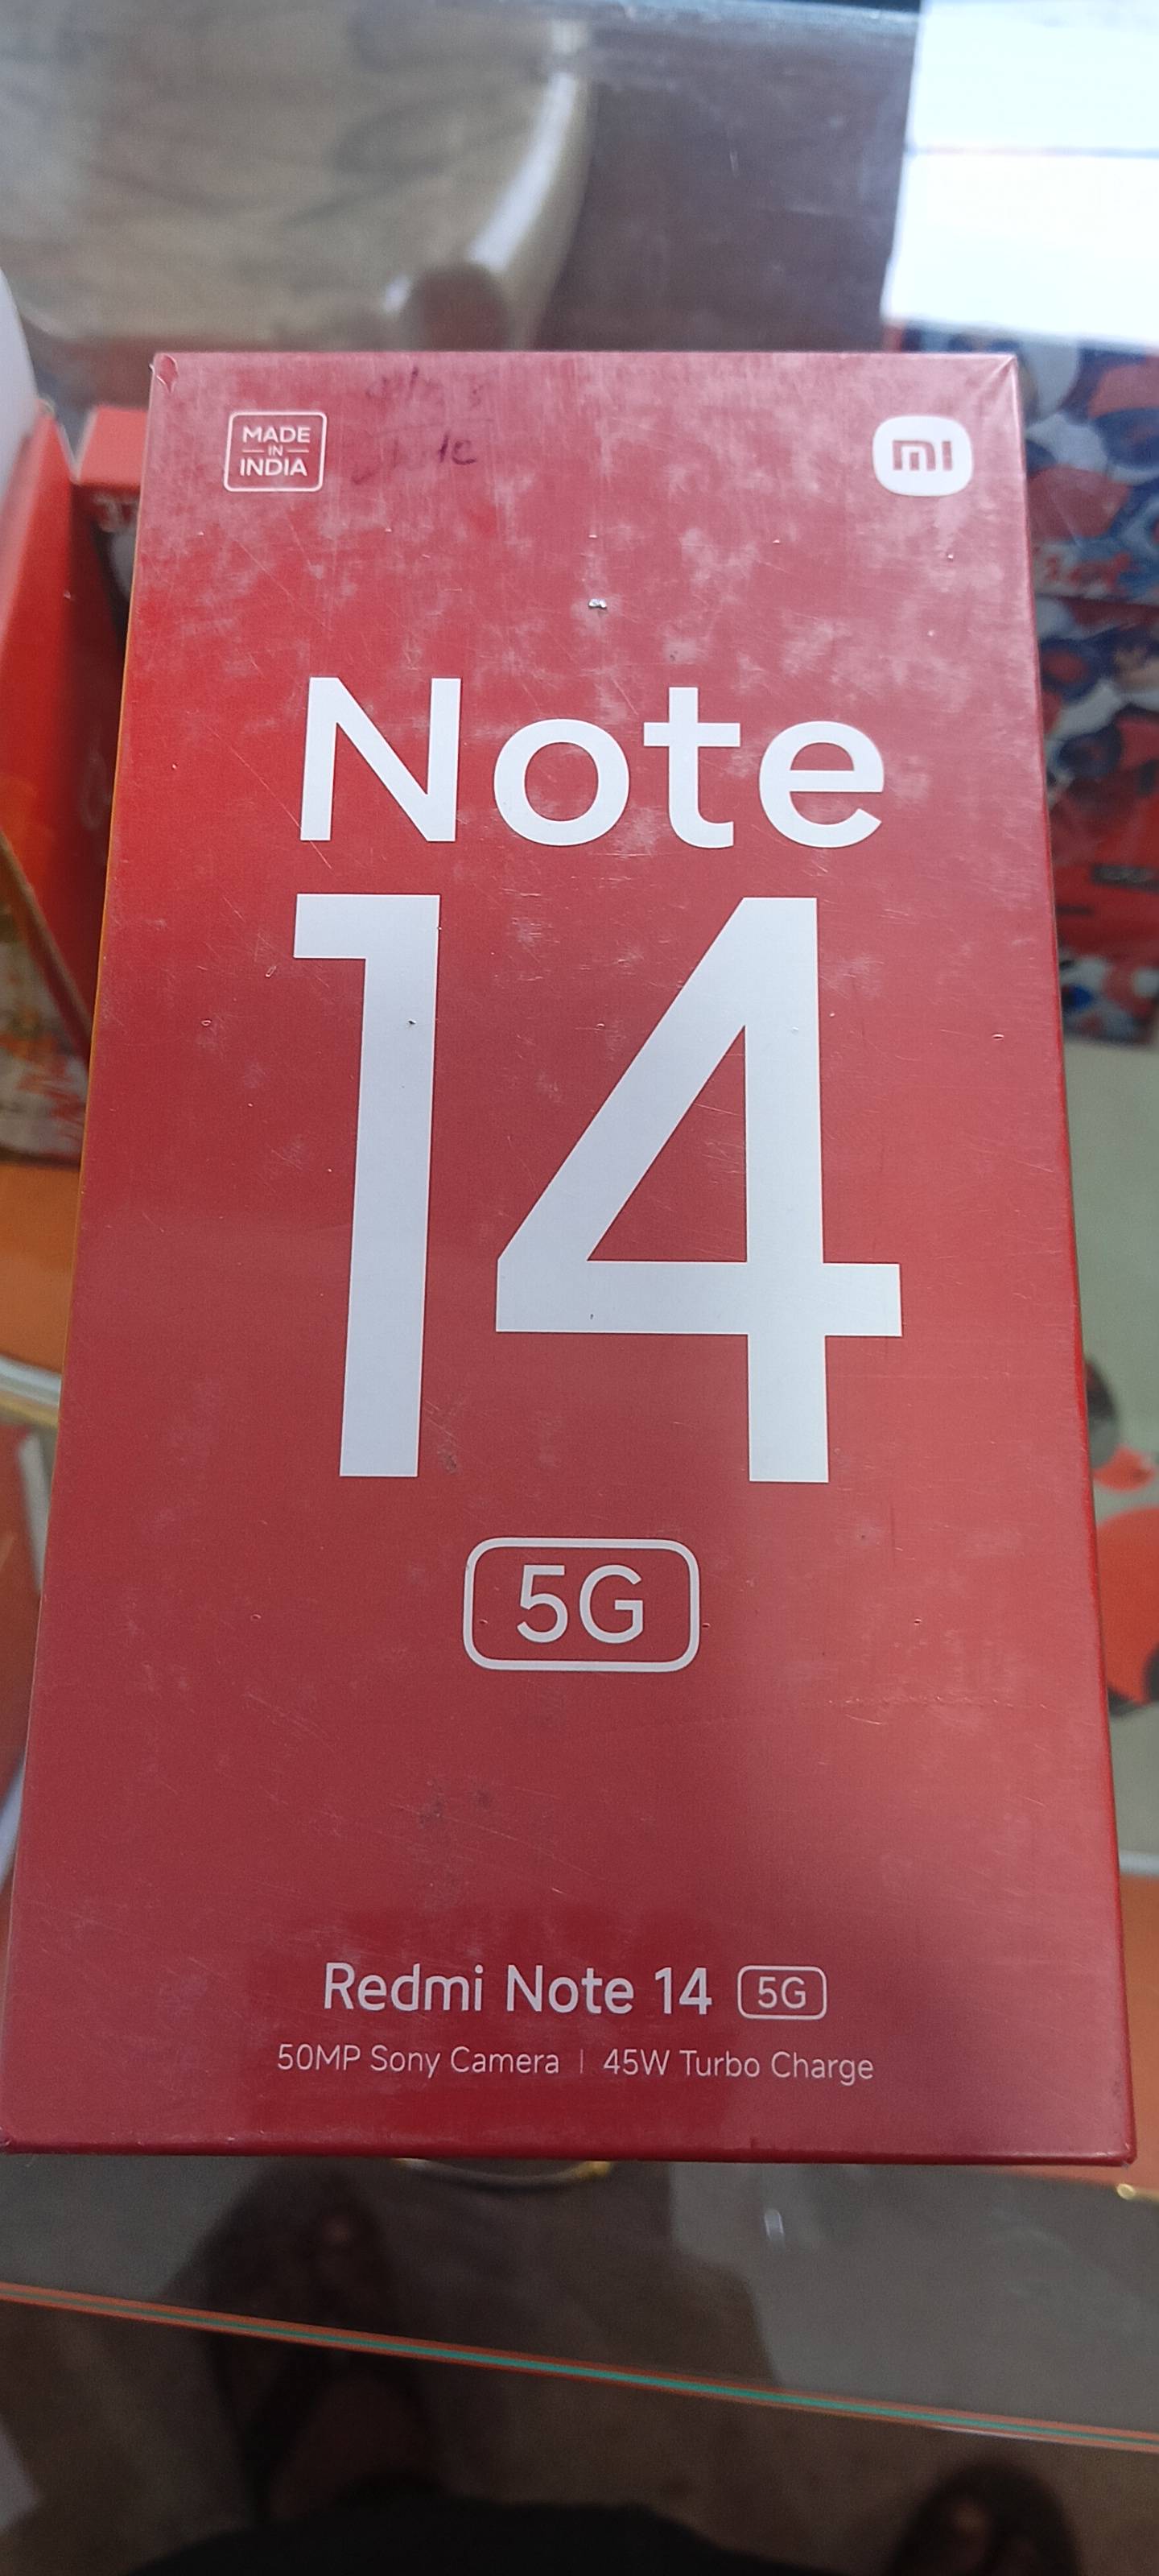 MADE
IN
INDIA
mi
Note
14
5G
Redmi Note 14 5G
50MP Sony Camera | 45W Turbo Charge